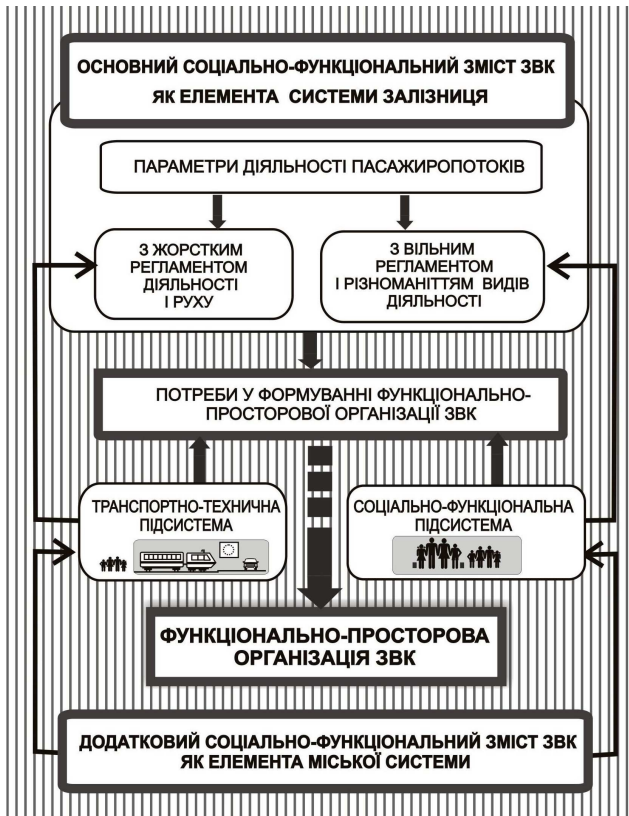 ОСНОВНИЙ СОЦІАЛЬНО-ФУНКЦІОНАЛЬНИЙ ЗМІСТ ЗВК
ЯК ЕЛЕМЕНТА СИСТЕМИ ЗАЛІЗНИЦЯ
ПАРАМЕТРИ ДІЯЛЬНОСТІ ПАСАЖИРОПОТОКІВ
З ЖОРСТКИМ
РЕГЛАМЕНТОМ
ДІЯЛЬНОСТІ
І РУХУ
З ВІЛЬНИМ
РЕГЛАМЕНТОМ
І РІЗНОМАНІТТЯМ ВИДІВ
ДІЯЛЬНОСТІ
ПОТРЕБИ У ФОРМУВАННІ ФУНКЦІОНАЛЬНО-
ПРОСТОРОВОЇ ОРГАНІЗАЦІЇ ЗВК
ТРАНСПОРТНО-ТЕХНІЧНА
ПІДСИСТЕМА
СОЦІАЛЬНО-ФУНКЦІОНАЛЬНА
ПІДСИСТЕМА
ФУНКЦІОНАЛЬНО-ПРОСТОРОВА
ОРГАНІЗАЦІЯ ЗВК
ДОДАТКОВИЙ СОЦІАЛЬНО-ФУНКЦІОНАЛЬНИЙ ЗМІСТ ЗВК
ЯК ЕЛЕМЕНТА МІСЬКОЇ СИСТЕМИ